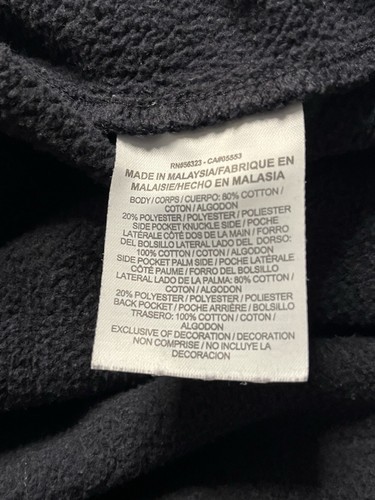 RN#56323 - CA#05553
MADE IN MALAYSIA/FABRIQUE EN
MALAISIE/HECHO EN MALASIA
BODY / CORPS / CUERPO: 80% COTTON /
COTON / ALGODON
20% POLYESTER / POLYESTER / POLIESTER
SIDE POCKET KNUCKLE SIDE / POCHE
LATÉRALE CÔTÉ DOS DE LA MAIN / FORRO
DEL BOLSILLO LATERAL LADO DEL DORSO:
100% COTTON / COTON / ALGODON
SIDE POCKET PALM SIDE / POCHE LATÉRALE
CÔTÉ PAUME / FORRO DEL BOLSILLO
LATERAL LADO DE LA PALMA: 80% COTTON /
COTON / ALGODON
20% POLYESTER / POLYESTER / POLIESTER
BACK POCKET / POCHE ARRIÈRE / BOLSILLO
TRASERO: 100% COTTON / COTON /
ALGODON
EXCLUSIVE OF DECORATION / DECORATION
NON COMPRISE / NO INCLUYE LA
DECORACIÓN